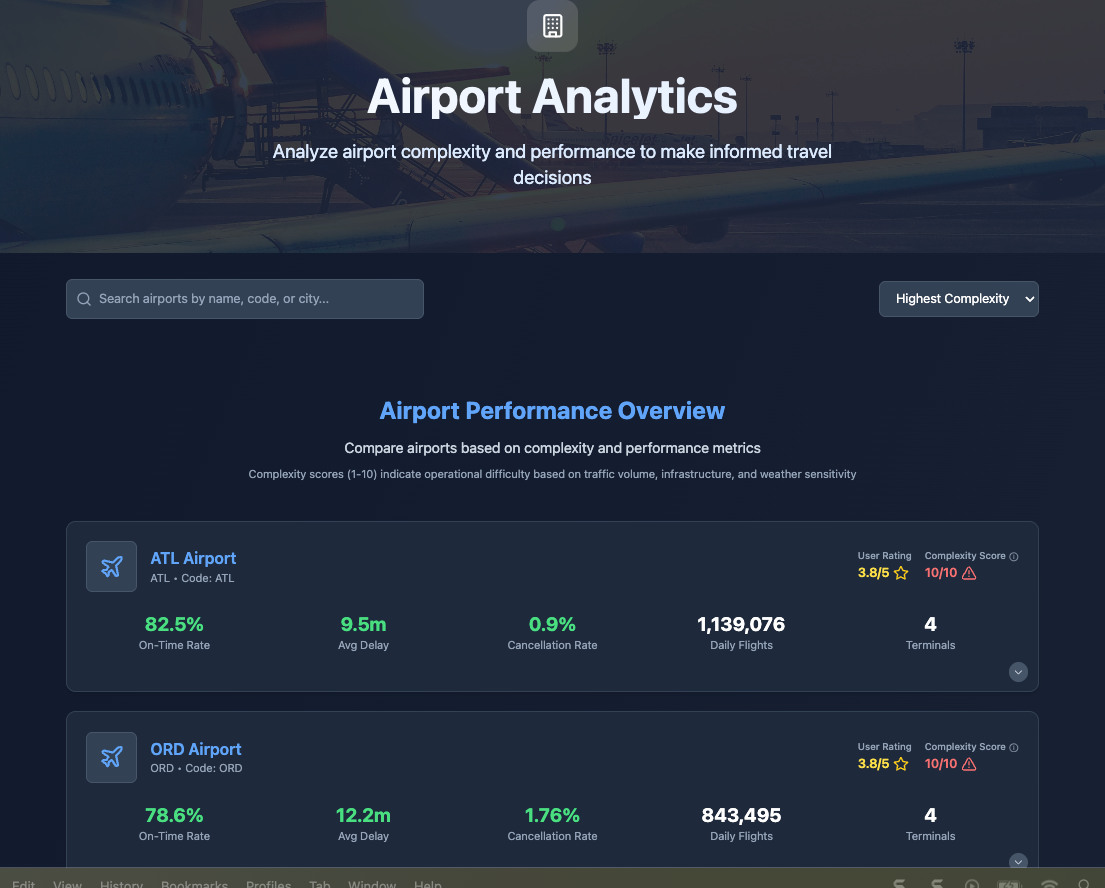 Airport Analytics
Analyze airport complexity and performance to make informed travel
decisions
Search airports by name, code, or city...
Highest Complexity
Airport Performance Overview
Compare airports based on complexity and performance metrics
Complexity scores (1-10) indicate operational difficulty based on traffic volume, infrastructure, and weather sensitivity
ATL Airport
ATL • Code: ATL
User Rating Complexity Score
3.8/5 10/10
82.5% 9.5m 0.9% 1,139,076 4
On-Time Rate Avg Delay Cancellation Rate Daily Flights Terminals
ORD Airport
ORD • Code: ORD
User Rating Complexity Score
3.8/5 10/10
78.6% 12.2m 1.76% 843,495 4
On-Time Rate Avg Delay Cancellation Rate Daily Flights Terminals
Edit View History Bookmarks Profiles Tab Window Help